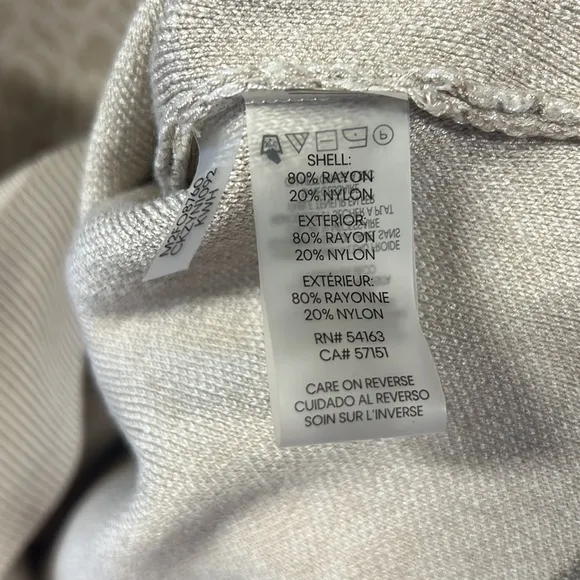 SHELL:
80% RAYON
20% NYLON
EXTERIOR:
80% RAYON
20% NYLON
EXTÉRIEUR:
80% RAYONNE
20% NYLON
RN# 54163
CA# 57151
CARE ON REVERSE
CUIDADO AL REVERSO
SOIN SUR L'INVERSE
KMH